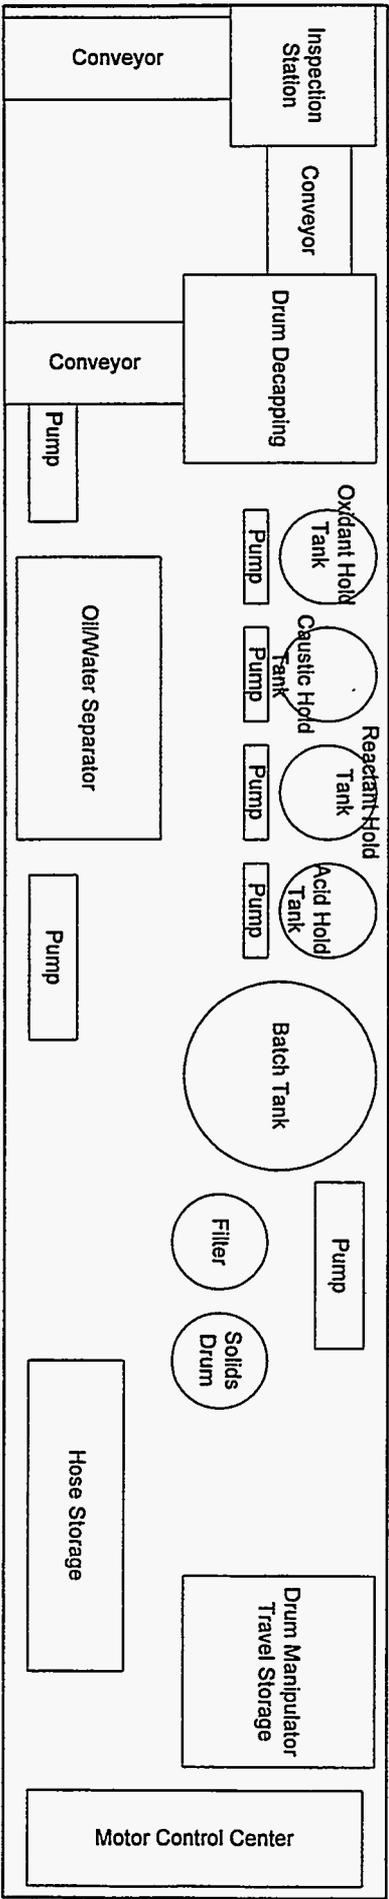 Conveyor
Inspection
Station
Conveyor
Drum Decapping
Conveyor
Pump
Oxidant Hold
Tank
Pump
Caustic Hold
Tank
Pump
Oil/Water Separator
Reactant Hold
Tank
Pump
Acid Hold
Tank
Pump
Pump
Batch Tank
Filter
Pump
Solids
Drum
Hose Storage
Drum Manipulator
Travel Storage
Motor Control Center